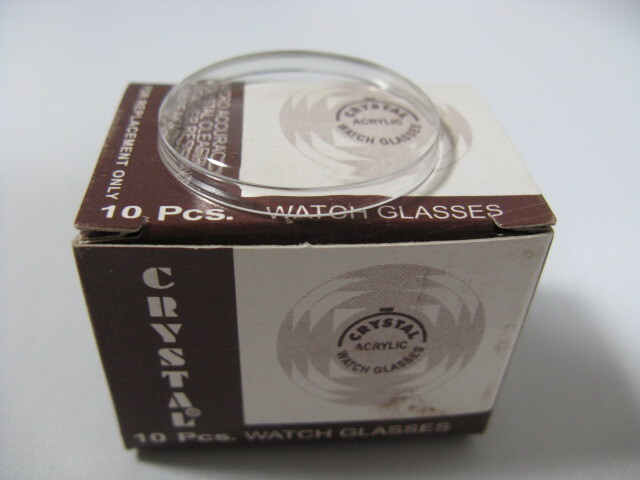 FOR REPLACEMENT ONLY
CRYSTAL
ACRYLIC
WATCH GLASSES
10 Pcs. WATCH GLASSES
CRYSTAL
CRYSTAL
ACRYLIC
WATCH GLASSES
10 Pcs. WATCH GLASSES